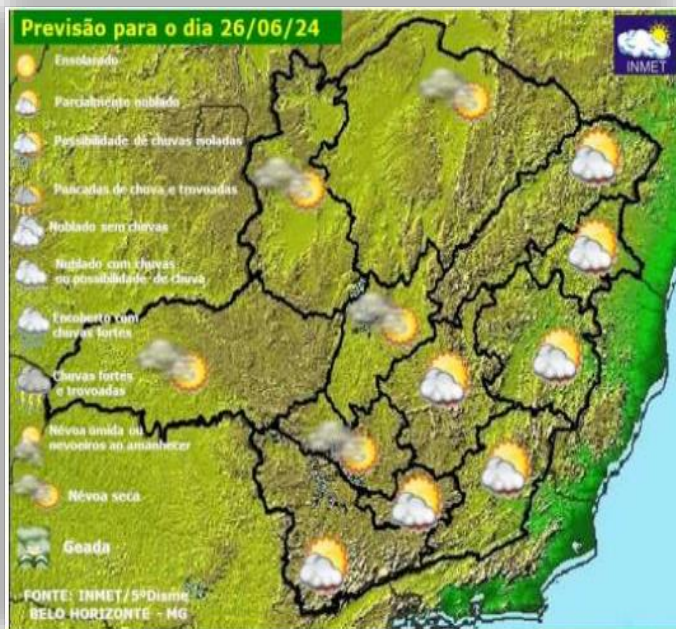 Previsão para o dia 26/06/24
INMET
Ensolarado
Parcialmente nublado
Possibilidade de chuvas isoladas
Pancadas de chuva e trovoadas
Nublado sem chuvas
Nublado com chuvas
ou possibilidade de chuva
Encoberto com
chuvas fortes
Chuvas fortes
e trovoadas
Névoa úmida ou
nevoeiros ao amanhecer
Névoa seca
Geada
FONTE: INMET/5ºDisme
BELO HORIZONTE - MG